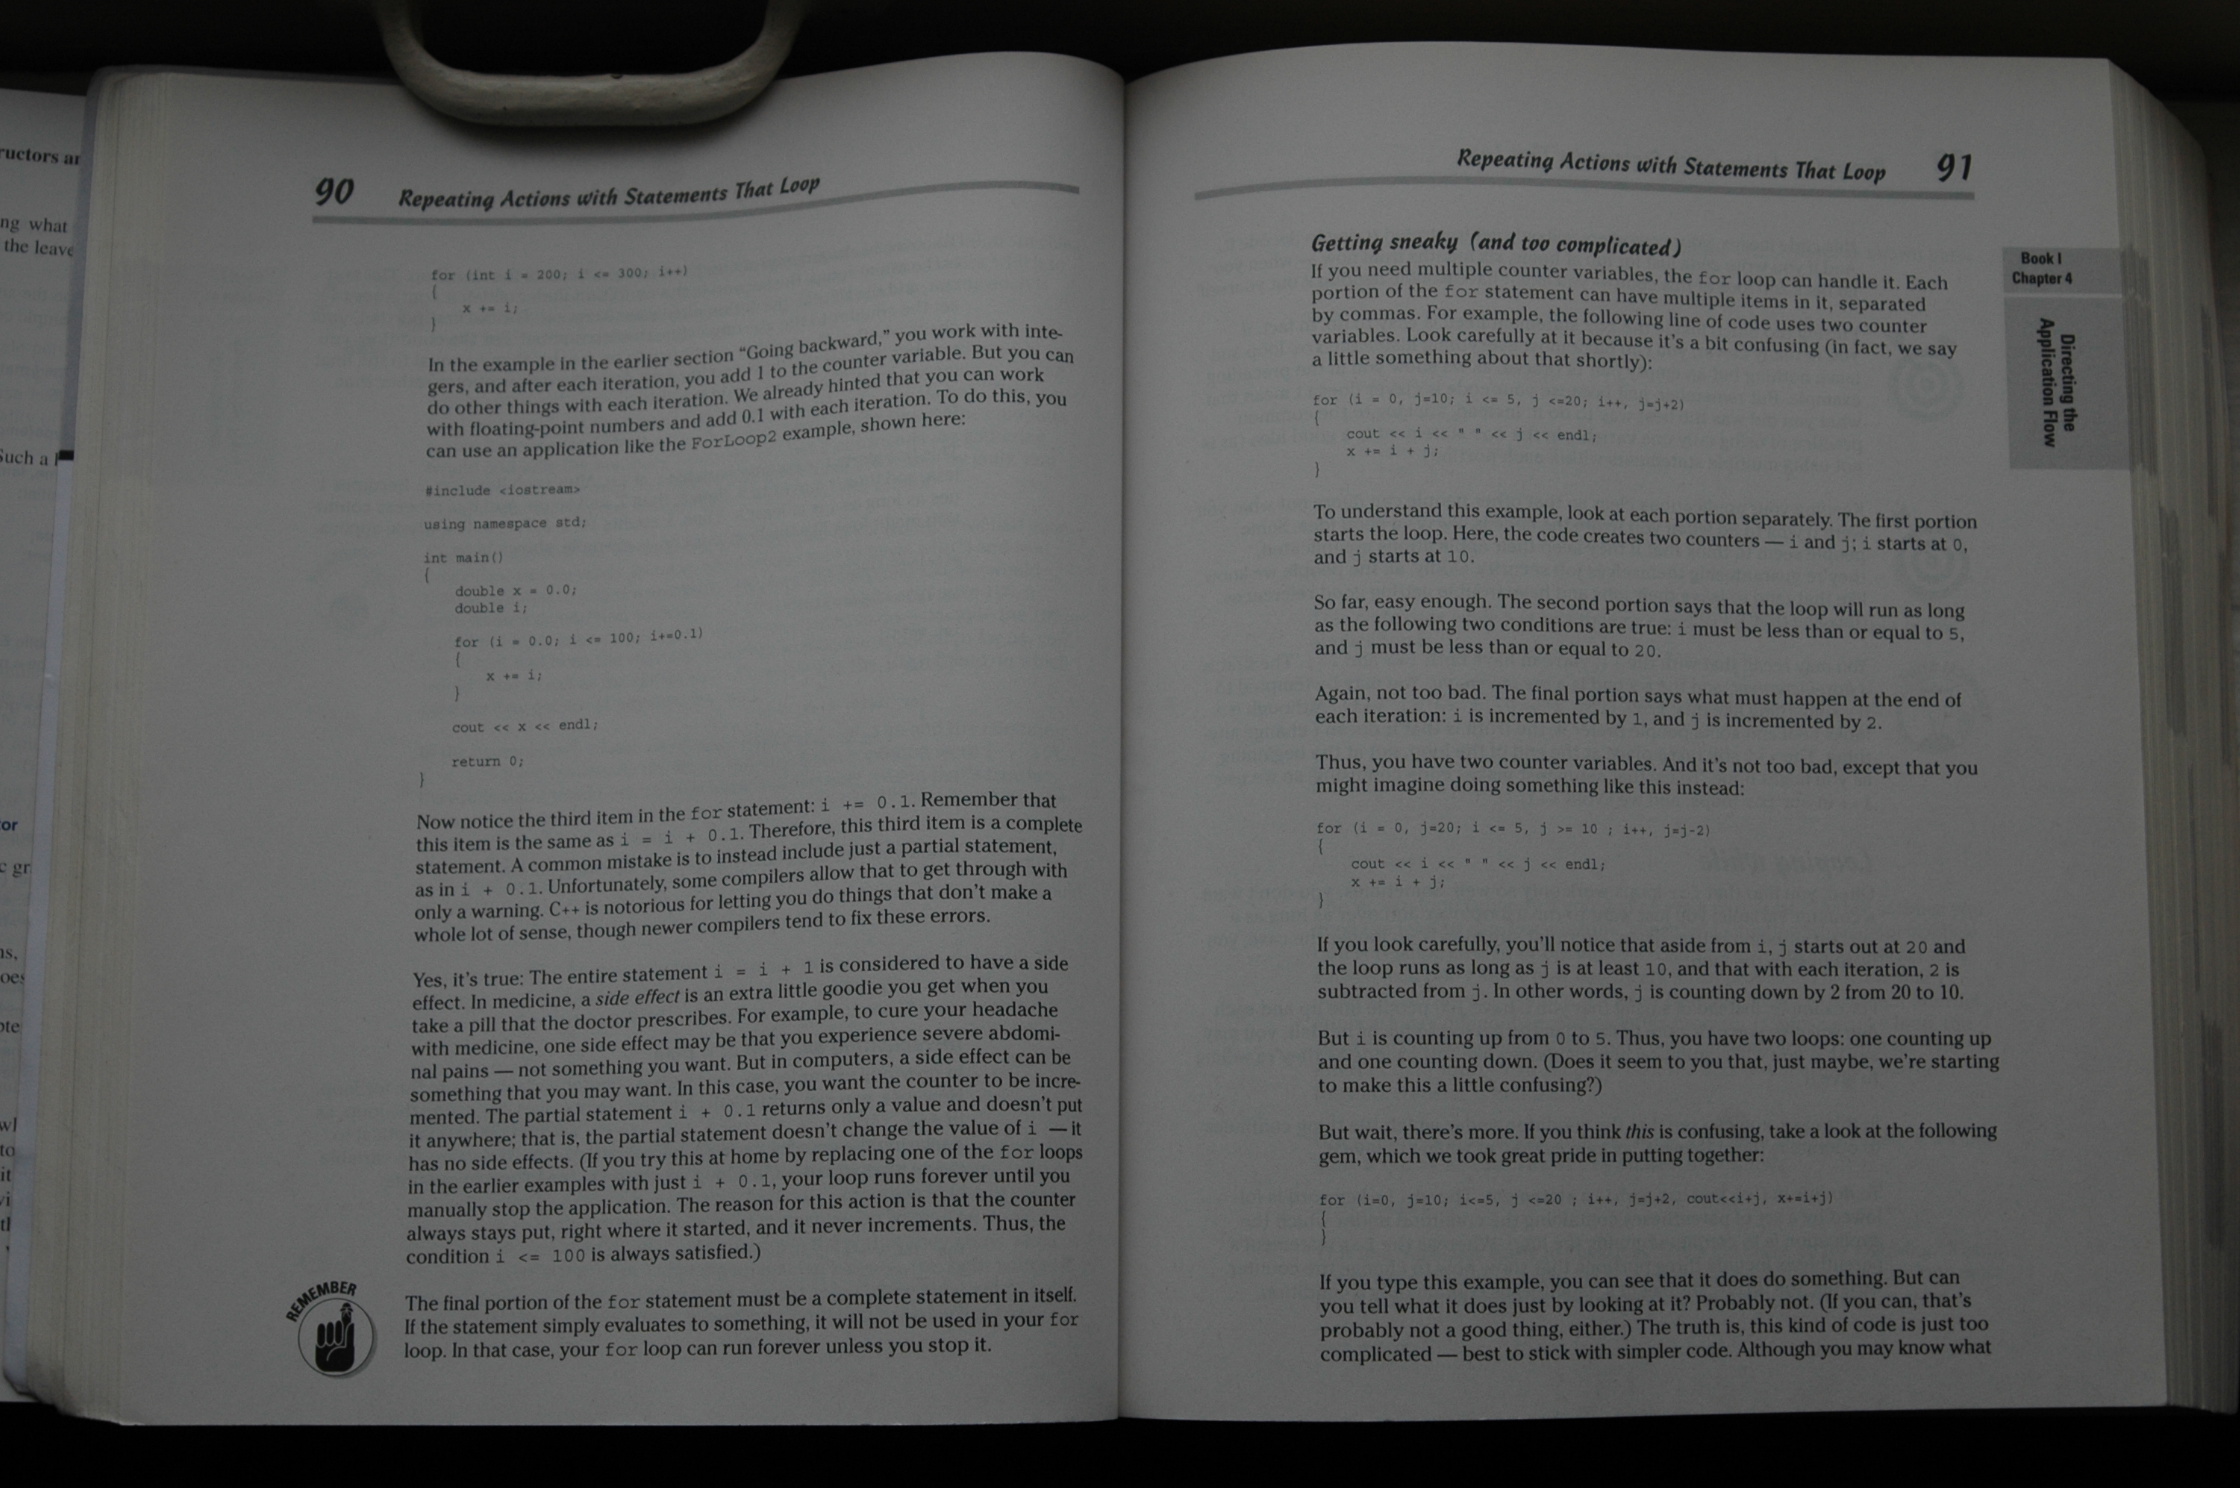 ructors ar
ng what
the leave
Such a l
or
c gr
ns,
oes
ote
wl
to
it
vi
tl
90 Repeating Actions with Statements That Loop
for (int i = 200; i <= 300; i++)
{
x += i;
}
In the example in the earlier section “Going backward,” you work with inte-
gers, and after each iteration, you add 1 to the counter variable. But you can
do other things with each iteration. We already hinted that you can work
with floating-point numbers and add 0.1 with each iteration. To do this, you
can use an application like the ForLoop2 example, shown here:
#include <iostream>
using namespace std;
int main()
{
double x = 0.0;
double i;
for (i = 0.0; i <= 100; i+=0.1)
{
x += i;
}
cout << x << endl;
return 0;
}
Now notice the third item in the for statement: i += 0.1. Remember that
this item is the same as i = i + 0.1. Therefore, this third item is a complete
statement. A common mistake is to instead include just a partial statement,
as in i + 0.1. Unfortunately, some compilers allow that to get through with
only a warning. C++ is notorious for letting you do things that don’t make a
whole lot of sense, though newer compilers tend to fix these errors.
Yes, it’s true: The entire statement i = i + 1 is considered to have a side
effect. In medicine, a side effect is an extra little goodie you get when you
take a pill that the doctor prescribes. For example, to cure your headache
with medicine, one side effect may be that you experience severe abdomi-
nal pains — not something you want. But in computers, a side effect can be
something that you may want. In this case, you want the counter to be incre-
mented. The partial statement i + 0.1 returns only a value and doesn’t put
it anywhere; that is, the partial statement doesn’t change the value of i — it
has no side effects. (If you try this at home by replacing one of the for loops
in the earlier examples with just i + 0.1, your loop runs forever until you
manually stop the application. The reason for this action is that the counter
always stays put, right where it started, and it never increments. Thus, the
condition i <= 100 is always satisfied.)
REMEMBER
The final portion of the for statement must be a complete statement in itself.
If the statement simply evaluates to something, it will not be used in your for
loop. In that case, your for loop can run forever unless you stop it.
Repeating Actions with Statements That Loop 91
Book I
Chapter 4
Directing the
Application Flow
Getting sneaky (and too complicated)
If you need multiple counter variables, the for loop can handle it. Each
portion of the for statement can have multiple items in it, separated
by commas. For example, the following line of code uses two counter
variables. Look carefully at it because it’s a bit confusing (in fact, we say
a little something about that shortly):
for (i = 0, j=10; i <= 5, j <=20; i++, j=j+2)
{
cout << i << " " << j << endl;
x += i + j;
}
To understand this example, look at each portion separately. The first portion
starts the loop. Here, the code creates two counters — i and j; i starts at 0,
and j starts at 10.
So far, easy enough. The second portion says that the loop will run as long
as the following two conditions are true: i must be less than or equal to 5,
and j must be less than or equal to 20.
Again, not too bad. The final portion says what must happen at the end of
each iteration: i is incremented by 1, and j is incremented by 2.
Thus, you have two counter variables. And it’s not too bad, except that you
might imagine doing something like this instead:
for (i = 0, j=20; i <= 5, j >= 10 ; i++, j=j-2)
{
cout << i << " " << j << endl;
x += i + j;
}
If you look carefully, you’ll notice that aside from i, j starts out at 20 and
the loop runs as long as j is at least 10, and that with each iteration, 2 is
subtracted from j. In other words, j is counting down by 2 from 20 to 10.
But i is counting up from 0 to 5. Thus, you have two loops: one counting up
and one counting down. (Does it seem to you that, just maybe, we’re starting
to make this a little confusing?)
But wait, there’s more. If you think this is confusing, take a look at the following
gem, which we took great pride in putting together:
for (i=0, j=10; i<=5, j <=20 ; i++, j=j+2, cout<<i+j, x+=i+j)
{
}
If you type this example, you can see that it does do something. But can
you tell what it does just by looking at it? Probably not. (If you can, that’s
probably not a good thing, either.) The truth is, this kind of code is just too
complicated — best to stick with simpler code. Although you may know what